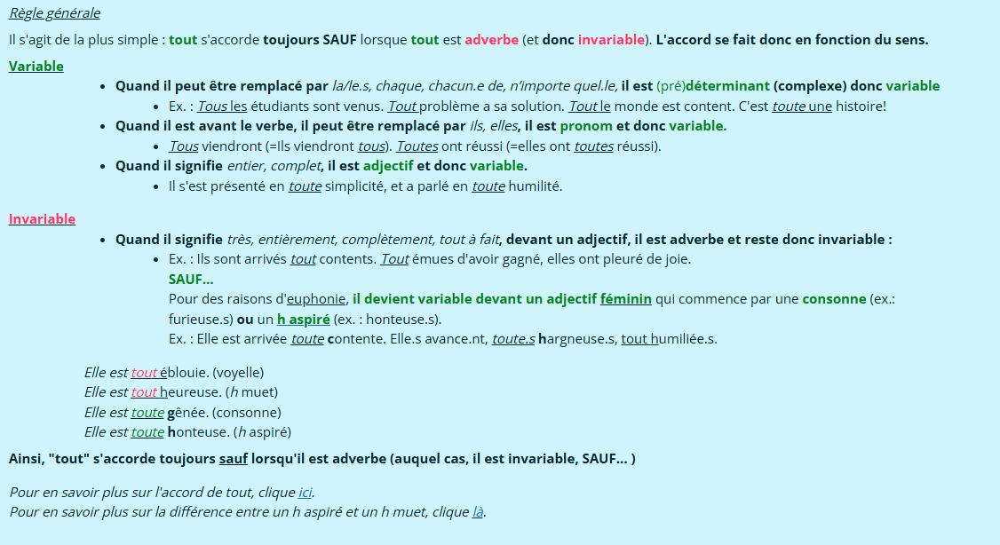 Règle générale
Il s'agit de la plus simple : tout s'accorde toujours SAUF lorsque tout est adverbe (et donc invariable). L'accord se fait donc en fonction du sens.
Variable
• Quand il peut être remplacé par la/le.s, chaque, chacun.e de, n’importe quel.le, il est (pré)déterminant (complexe) donc variable
• Ex. : Tous les étudiants sont venus. Tout problème a sa solution. Tout le monde est content. C'est toute une histoire!
• Quand il est avant le verbe, il peut être remplacé par ils, elles, il est pronom et donc variable.
• Tous viendront (=Ils viendront tous). Toutes ont réussi (=elles ont toutes réussi).
• Quand il signifie entier, complet, il est adjectif et donc variable.
• Il s'est présenté en toute simplicité, et a parlé en toute humilité.
Invariable
• Quand il signifie très, entièrement, complètement, tout à fait, devant un adjectif, il est adverbe et reste donc invariable :
• Ex. : Ils sont arrivés tout contents. Tout émues d'avoir gagné, elles ont pleuré de joie.
SAUF...
Pour des raisons d'euphonie, il devient variable devant un adjectif féminin qui commence par une consonne (ex.:
furieuse.s) ou un h aspiré (ex. : honteuse.s).
Ex. : Elle est arrivée toute contente. Elle.s avance.nt, toute.s hargneuse.s, tout humiliée.s.
Elle est tout éblouie. (voyelle)
Elle est tout heureuse. (h muet)
Elle est toute gênée. (consonne)
Elle est toute honteuse. (h aspiré)
Ainsi, "tout" s'accorde toujours sauf lorsqu'il est adverbe (auquel cas, il est invariable, SAUF... )
Pour en savoir plus sur l'accord de tout, clique ici.
Pour en savoir plus sur la différence entre un h aspiré et un h muet, clique là.